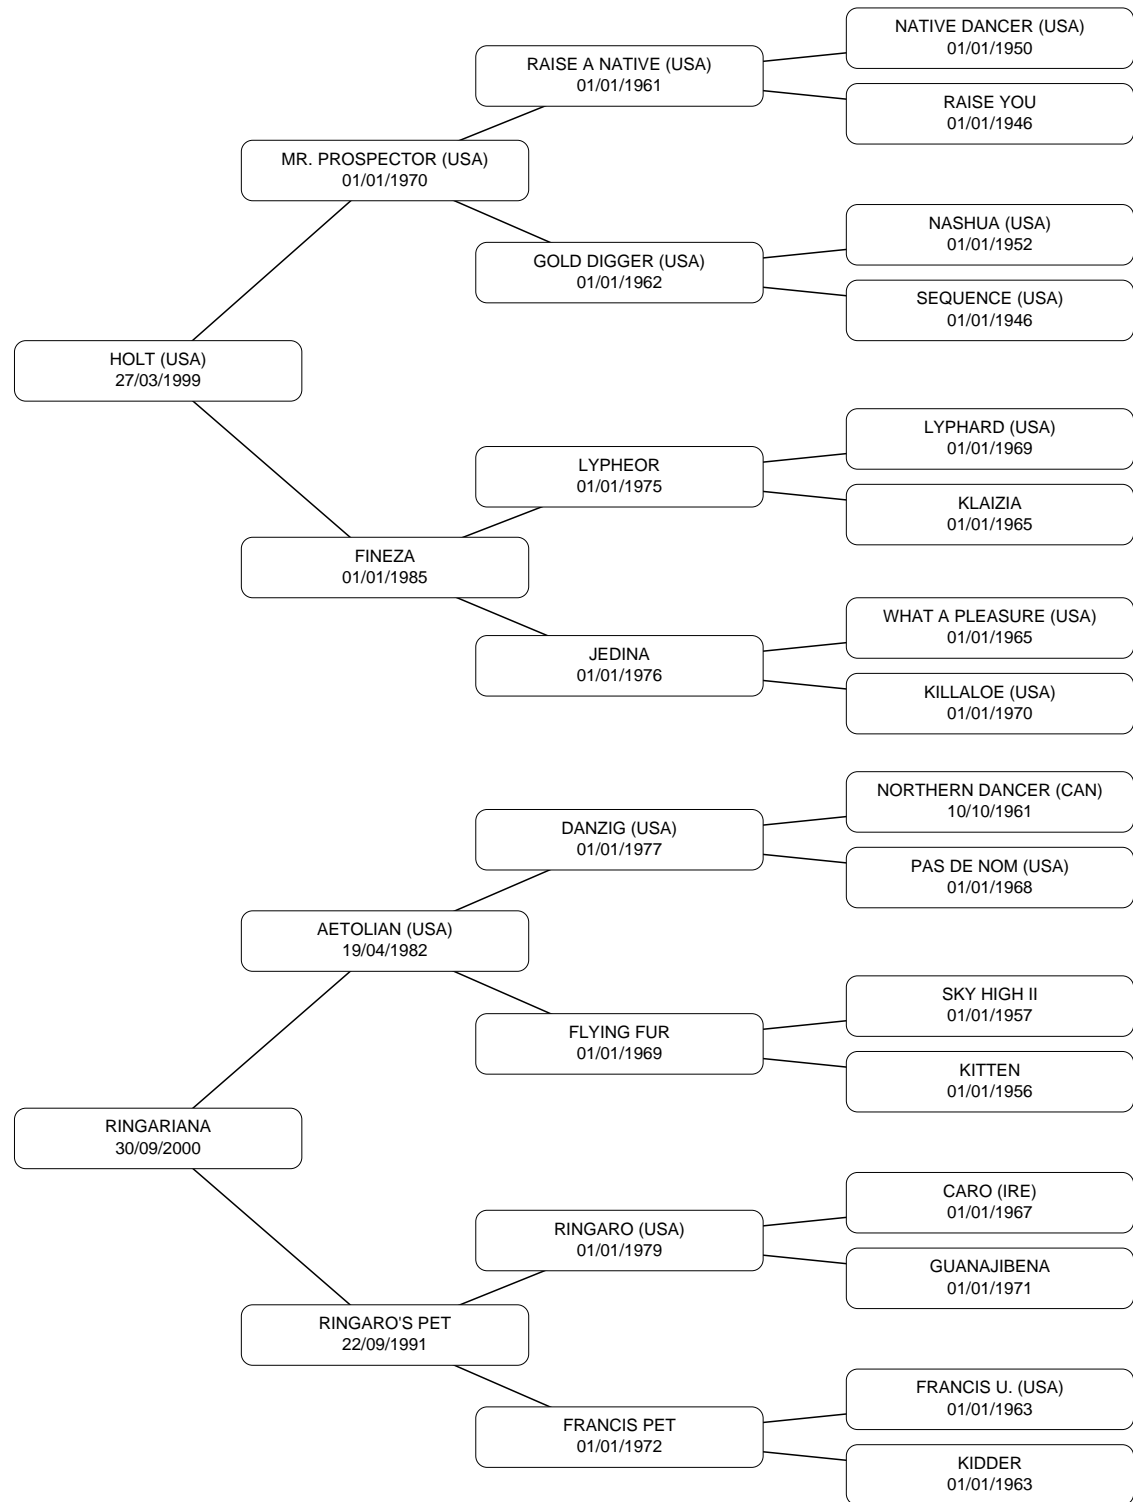 NATIVE DANCER (USA)
01/01/1950
RAISE A NATIVE (USA)
01/01/1961
RAISE YOU
01/01/1946
MR. PROSPECTOR (USA)
01/01/1970
NASHUA (USA)
01/01/1952
GOLD DIGGER (USA)
01/01/1962
SEQUENCE (USA)
01/01/1946
HOLT (USA)
27/03/1999
LYPHARD (USA)
01/01/1969
LYPHEOR
01/01/1975
KLAIZIA
01/01/1965
FINEZA
01/01/1985
WHAT A PLEASURE (USA)
01/01/1965
JEDINA
01/01/1976
KILLALOE (USA)
01/01/1970
NORTHERN DANCER (CAN)
10/10/1961
DANZIG (USA)
01/01/1977
PAS DE NOM (USA)
01/01/1968
AETOLIAN (USA)
19/04/1982
SKY HIGH II
01/01/1957
FLYING FUR
01/01/1969
KITTEN
01/01/1956
RINGARIANA
30/09/2000
CARO (IRE)
01/01/1967
RINGARO (USA)
01/01/1979
GUANAJIBENA
01/01/1971
RINGARO'S PET
22/09/1991
FRANCIS U. (USA)
01/01/1963
FRANCIS PET
01/01/1972
KIDDER
01/01/1963